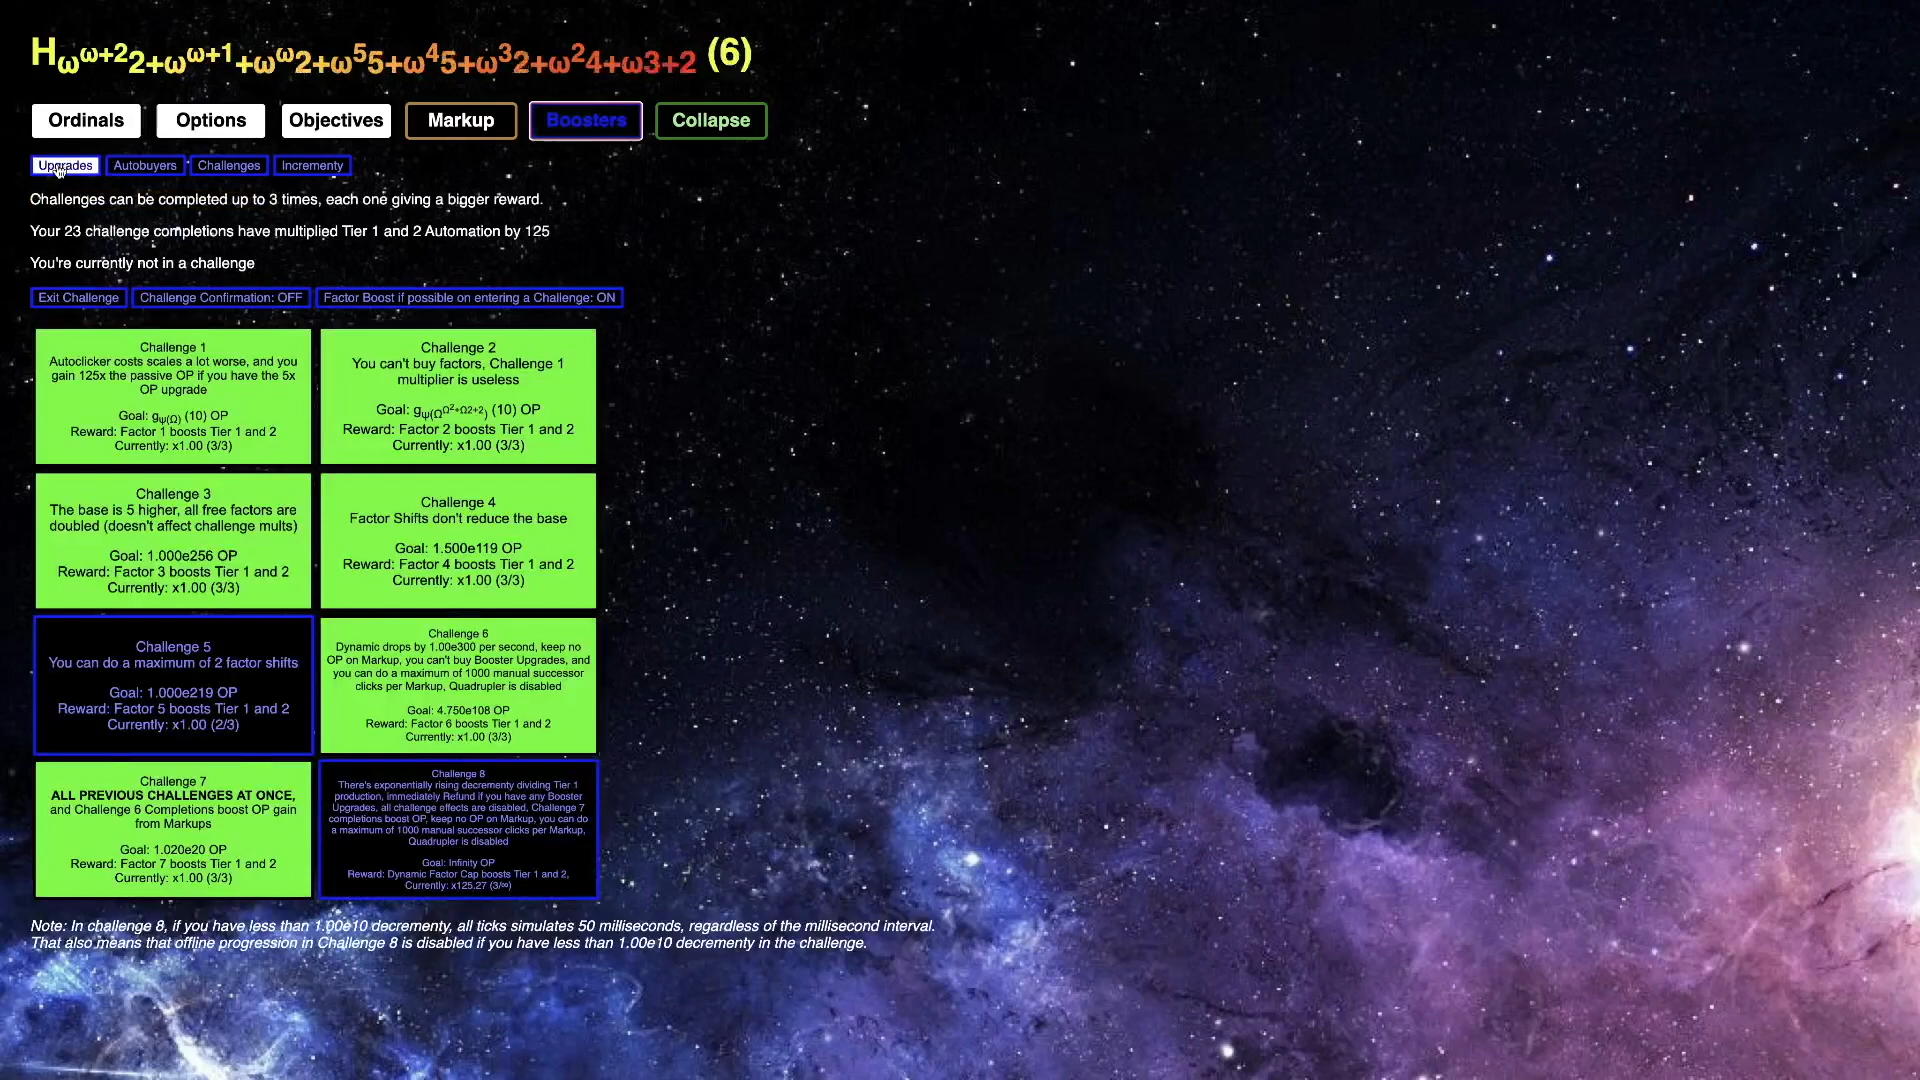 H_ω^ω+2 2+ω^ω+1+ω^ω2+ω^5 5+ω^4 5+ω^3 2+ω^2 4+ω3+2 (6)
Ordinals Options Objectives Markup Boosters Collapse
Upgrades Autobuyers Challenges Incrementy
Challenges can be completed up to 3 times, each one giving a bigger reward.
Your 23 challenge completions have multiplied Tier 1 and 2 Automation by 125
You're currently not in a challenge
Exit Challenge Challenge Confirmation: OFF Factor Boost if possible on entering a Challenge: ON
Challenge 1
Autoclicker costs scales a lot worse, and you
gain 125x the passive OP if you have the 5x
OP upgrade
Goal: g_ψ(Ω) (10) OP
Reward: Factor 1 boosts Tier 1 and 2
Currently: x1.00 (3/3)
Challenge 2
You can't buy factors, Challenge 1
multiplier is useless
Goal: g_ψ(Ω^Ω^2+Ω2+2) (10) OP
Reward: Factor 2 boosts Tier 1 and 2
Currently: x1.00 (3/3)
Challenge 3
The base is 5 higher, all free factors are
doubled (doesn't affect challenge mults)
Goal: 1.000e256 OP
Reward: Factor 3 boosts Tier 1 and 2
Currently: x1.00 (3/3)
Challenge 4
Factor Shifts don't reduce the base
Goal: 1.500e119 OP
Reward: Factor 4 boosts Tier 1 and 2
Currently: x1.00 (3/3)
Challenge 5
You can do a maximum of 2 factor shifts
Goal: 1.000e219 OP
Reward: Factor 5 boosts Tier 1 and 2
Currently: x1.00 (2/3)
Challenge 6
Dynamic drops by 1.00e300 per second, keep no
OP on Markup, you can't buy Booster Upgrades, and
you can do a maximum of 1000 manual successor
clicks per Markup, Quadrupler is disabled
Goal: 4.750e108 OP
Reward: Factor 6 boosts Tier 1 and 2
Currently: x1.00 (3/3)
Challenge 7
ALL PREVIOUS CHALLENGES AT ONCE,
and Challenge 6 Completions boost OP gain
from Markups
Goal: 1.020e20 OP
Reward: Factor 7 boosts Tier 1 and 2
Currently: x1.00 (3/3)
Challenge 8
There's exponentially rising decrementy dividing Tier 1
production, immediately Refund if you have any Booster
Upgrades, all challenge effects are disabled, Challenge 7
completions boost OP, keep no OP on Markup, you can do
a maximum of 1000 manual successor clicks per Markup,
Quadrupler is disabled
Goal: Infinity OP
Reward: Dynamic Factor Cap boosts Tier 1 and 2,
Currently: x125.27 (3/∞)
Note: In challenge 8, if you have less than 1.00e10 decrementy, all ticks simulates 50 milliseconds, regardless of the millisecond interval.
That also means that offline progression in Challenge 8 is disabled if you have less than 1.00e10 decrementy in the challenge.